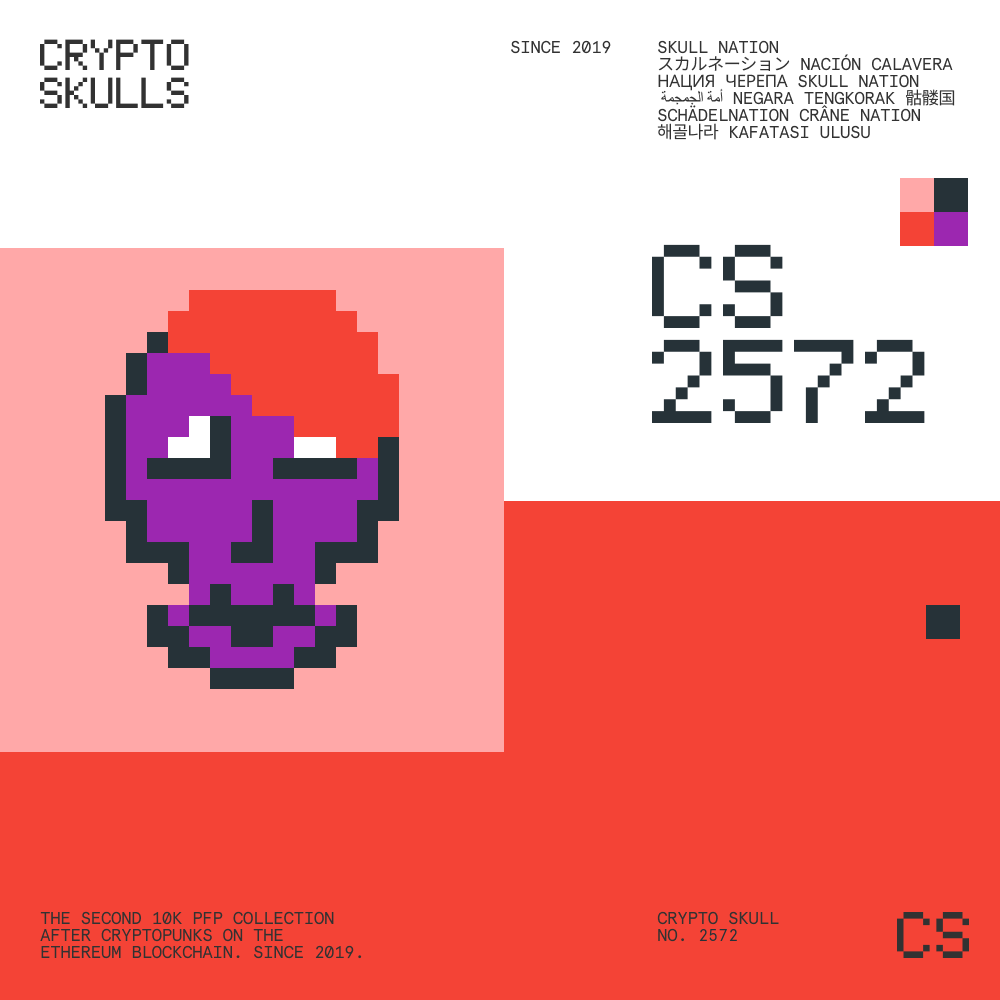 CRYPTO
SKULLS
SINCE 2019
SKULL NATION
スカルネーション NACIÓN CALAVERA
НАЦИЯ ЧЕРЕПА SKULL NATION
أمة الجمجمة NEGARA TENGKORAK 骷髅国
SCHÄDELNATION CRÂNE NATION
해골나라 KAFATASI ULUSU
CS
2572
THE SECOND 10K PFP COLLECTION
AFTER CRYPTOPUNKS ON THE
ETHEREUM BLOCKCHAIN. SINCE 2019.
CRYPTO SKULL
NO. 2572
CS